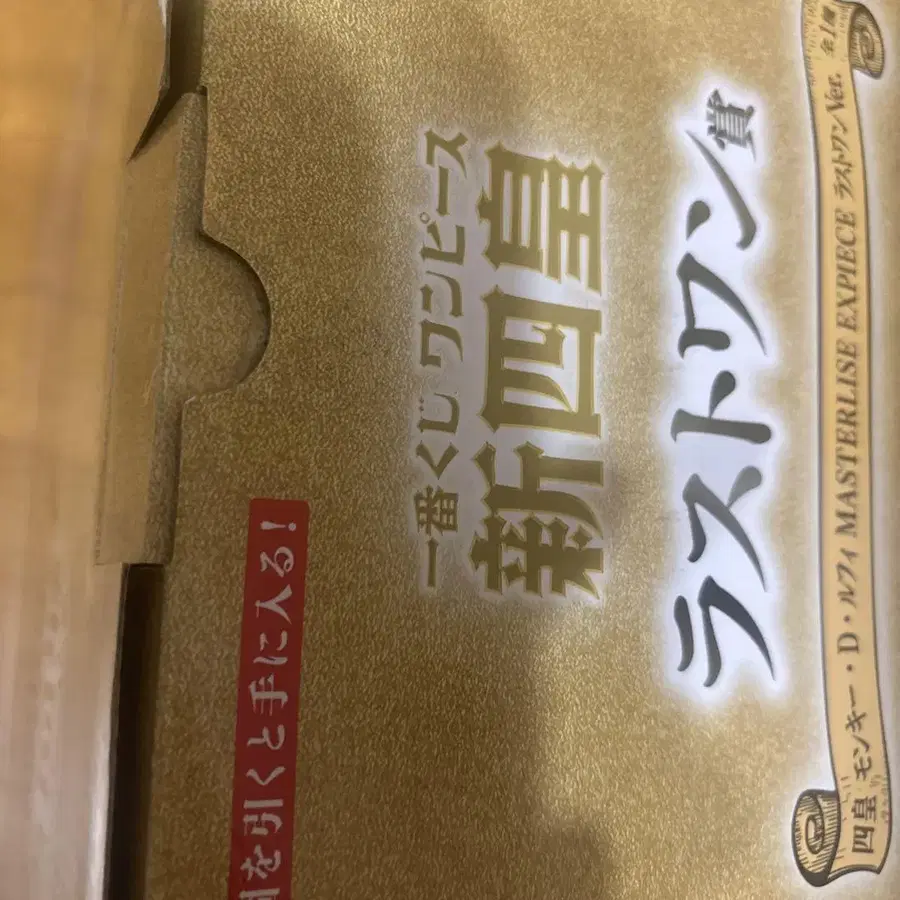 を引くと手に入る!
一番くじ ワンピース
新四皇
ラストワン賞
四皇 モンキー・D・ルフィ MASTERLISE EXPIECE ラストワンVer. 全1種